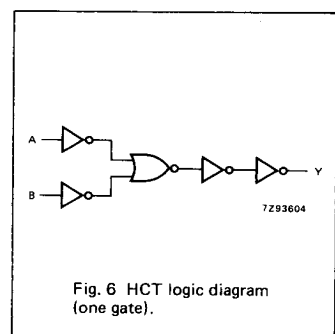 A
B
Y
7Z93604
Fig. 6 HCT logic diagram
(one gate).